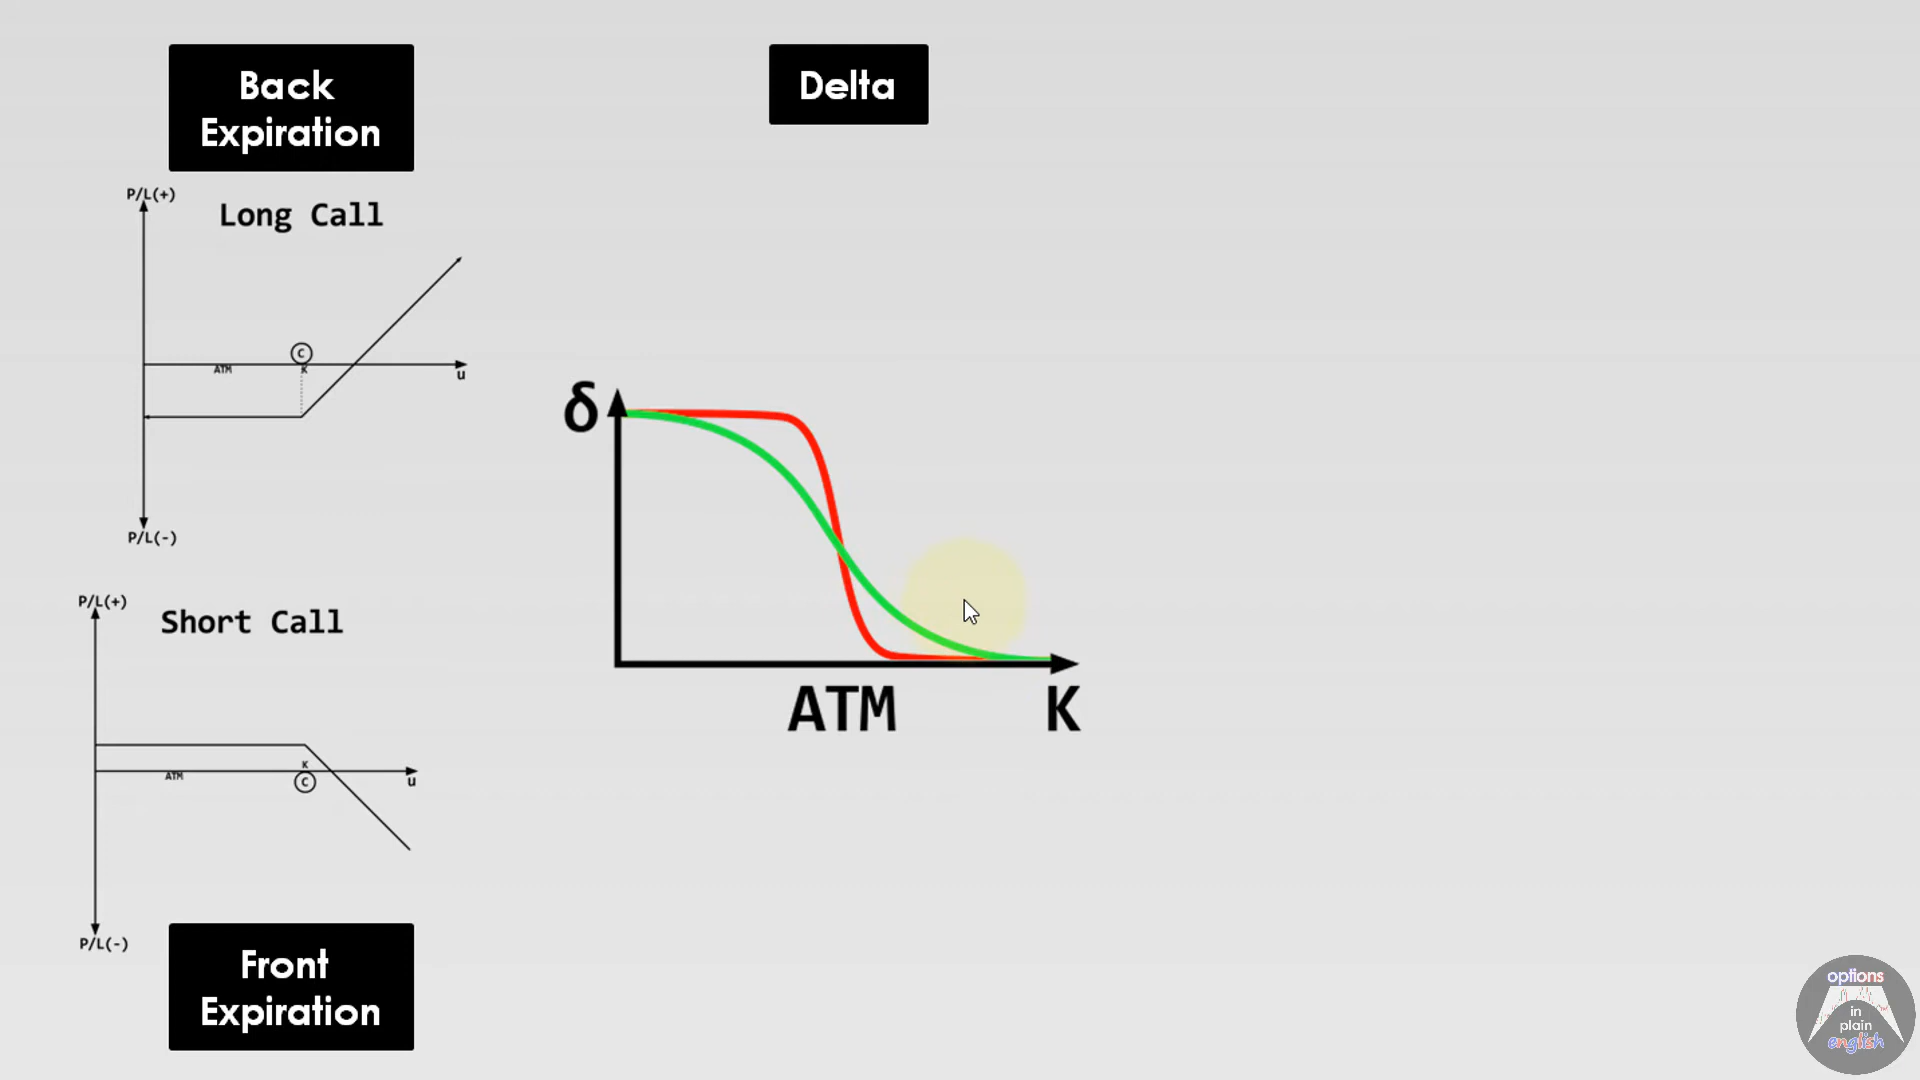 Back
Expiration
Delta
P/L(+)
Long Call
C
ATM
K
u
P/L(-)
δ
ATM
K
P/L(+)
Short Call
K
ATM
C
u
P/L(-)
Front
Expiration
options
in
plain
english